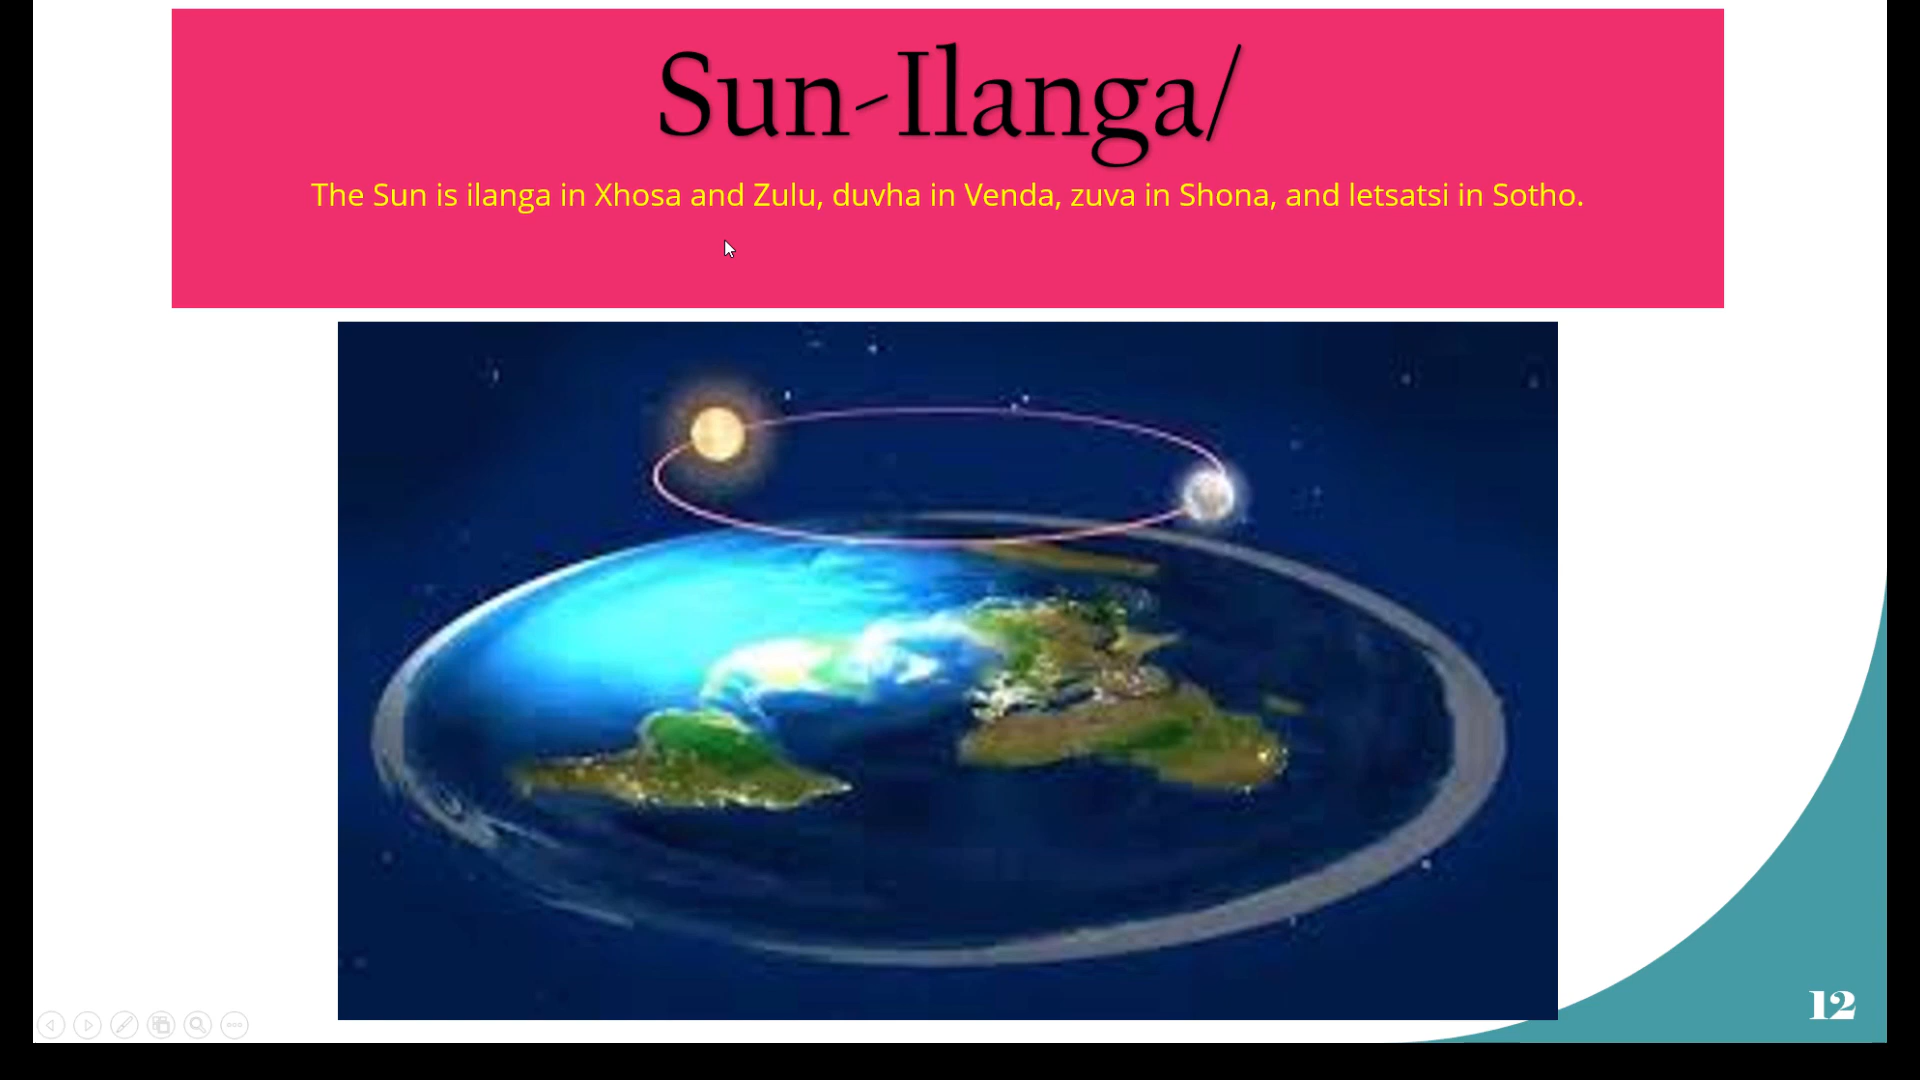 Sun-Ilanga/
The Sun is ilanga in Xhosa and Zulu, duvha in Venda, zuva in Shona, and letsatsi in Sotho.
12